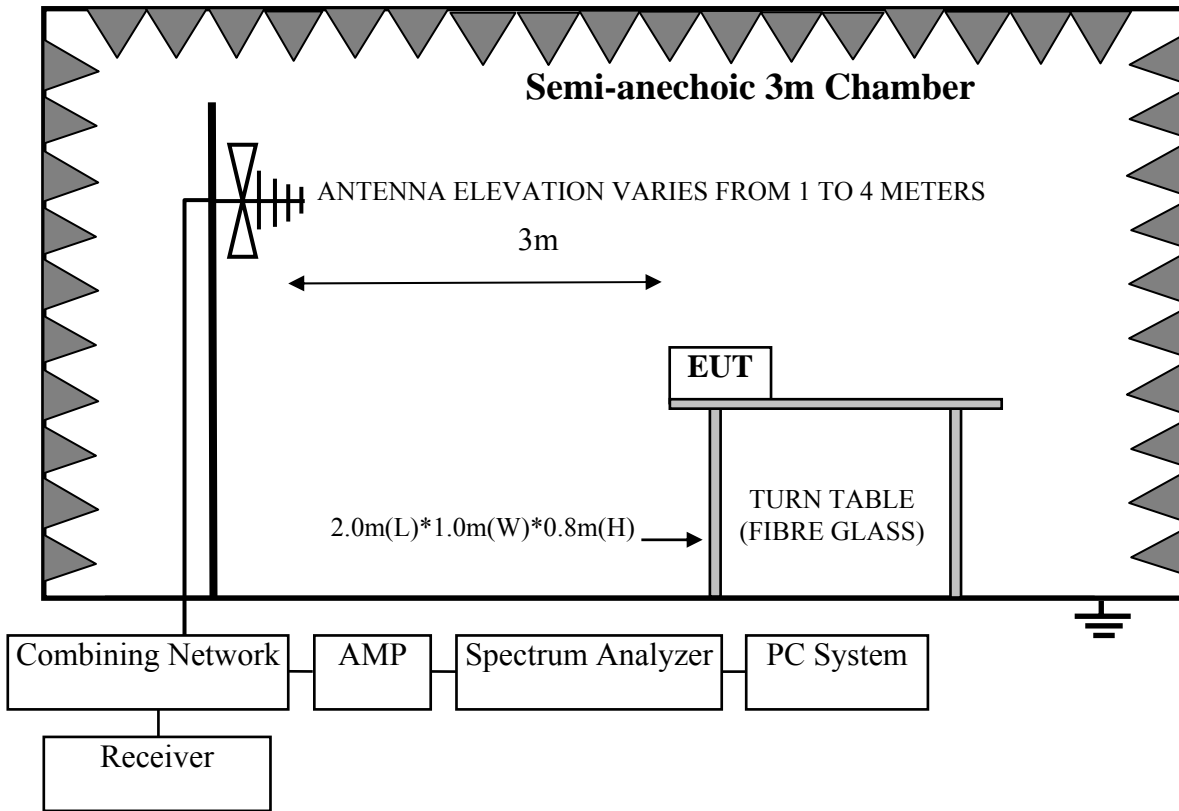 Semi-anechoic 3m Chamber
ANTENNA ELEVATION VARIES FROM 1 TO 4 METERS
3m
EUT
2.0m(L)*1.0m(W)*0.8m(H)
TURN TABLE
(FIBRE GLASS)
Combining Network
AMP
Spectrum Analyzer
PC System
Receiver